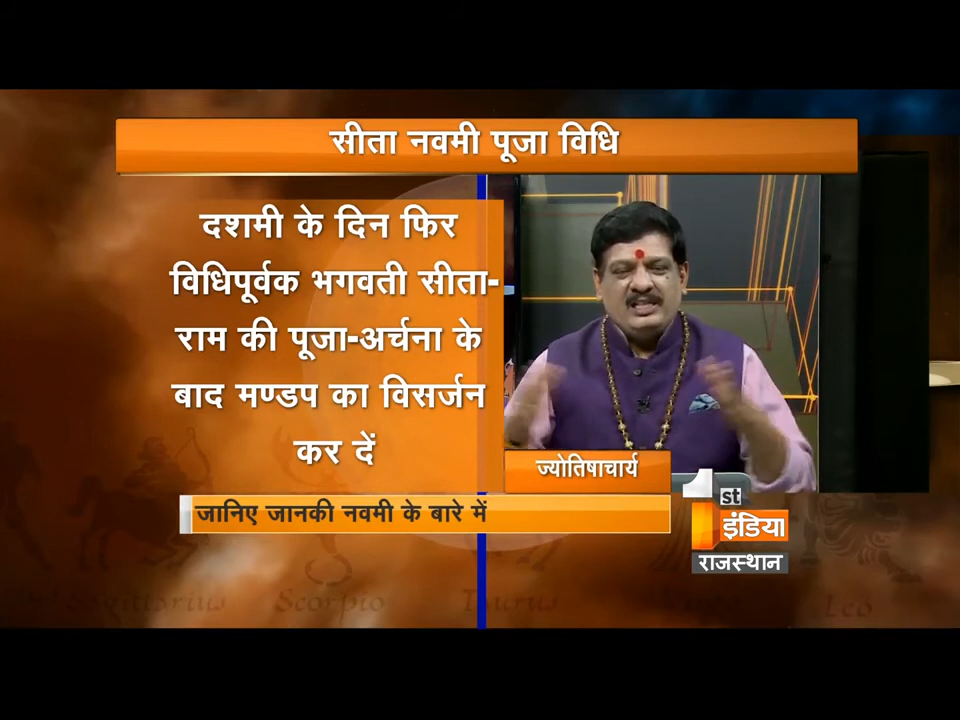 सीता नवमी पूजा विधि
दशमी के दिन फिर
विधिपूर्वक भगवती सीता-
राम की पूजा-अर्चना के
बाद मण्डप का विसर्जन
कर दें
ज्योतिषाचार्य
जानिए जानकी नवमी के बारे में
1st
इंडिया
राजस्थान
Sagittarius
Scorpio
Taurus
Leo